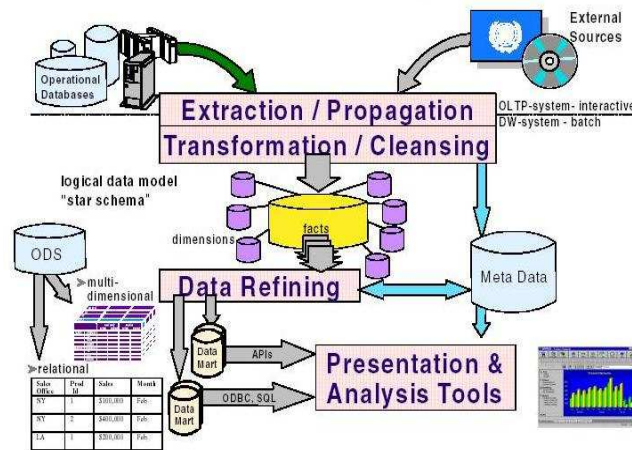 External
Sources
Operational
Databases
Extraction / Propagation
OLTP-system- interactive
DW-system - batch
Transformation / Cleansing
logical data model
"star schema"
facts
dimensions
ODS
Meta Data
➤multi-
dimensional
Data Refining
Data
Mart
APIs
Presentation &
Analysis Tools
➤relational
Data
Mart
ODBC, SQL
Sales Office Prod Id Sales Month
NY 1 $100,000 Feb
NY 2 $400,000 Feb
LA 1 $200,000 Feb